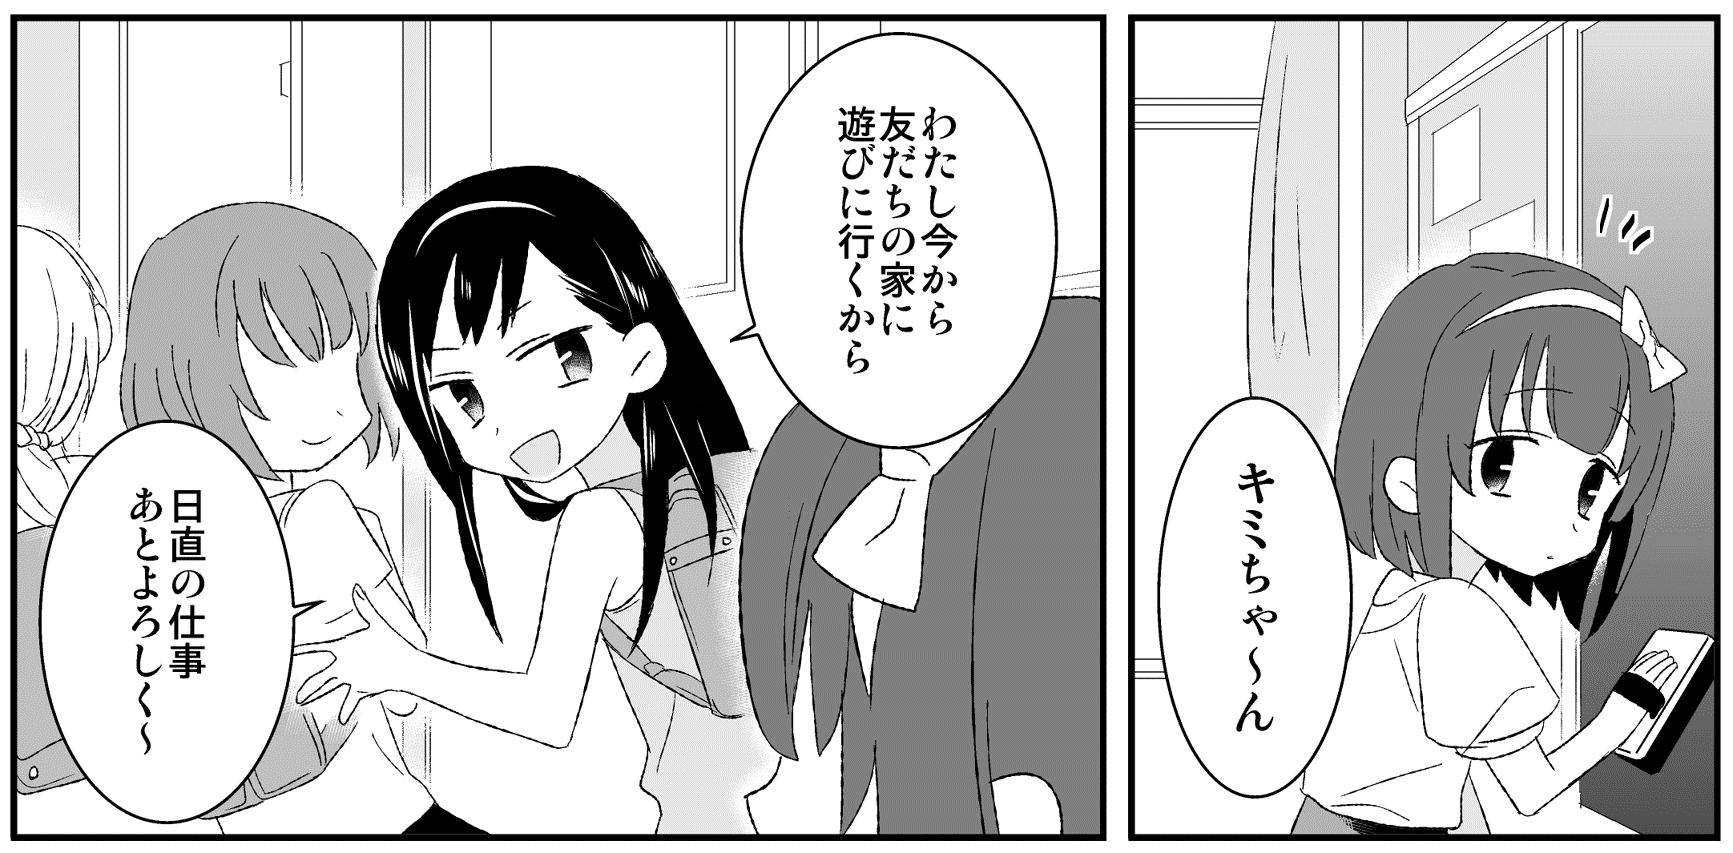 キミちゃ〜ん
わたし今から
友だちの家に
遊びに行くから
日直の仕事
あとよろし〜〜